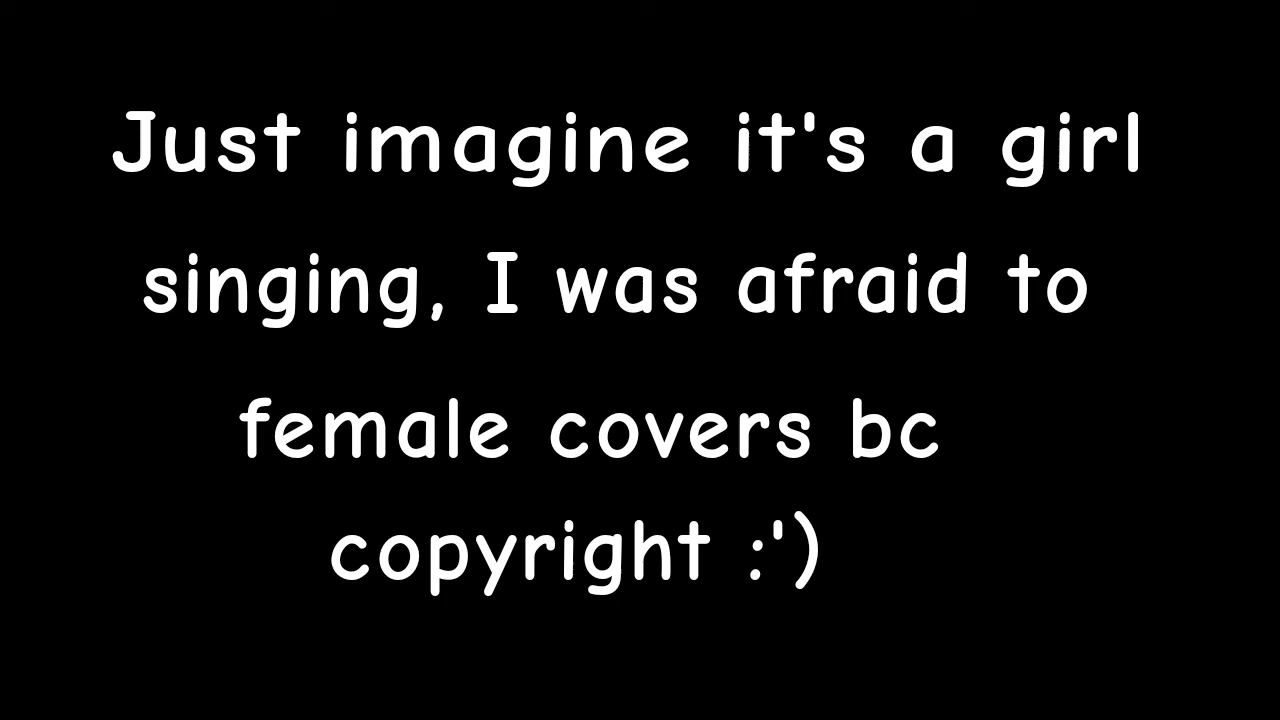 Just imagine it's a girl
singing, I was afraid to
female covers bc
copyright :')